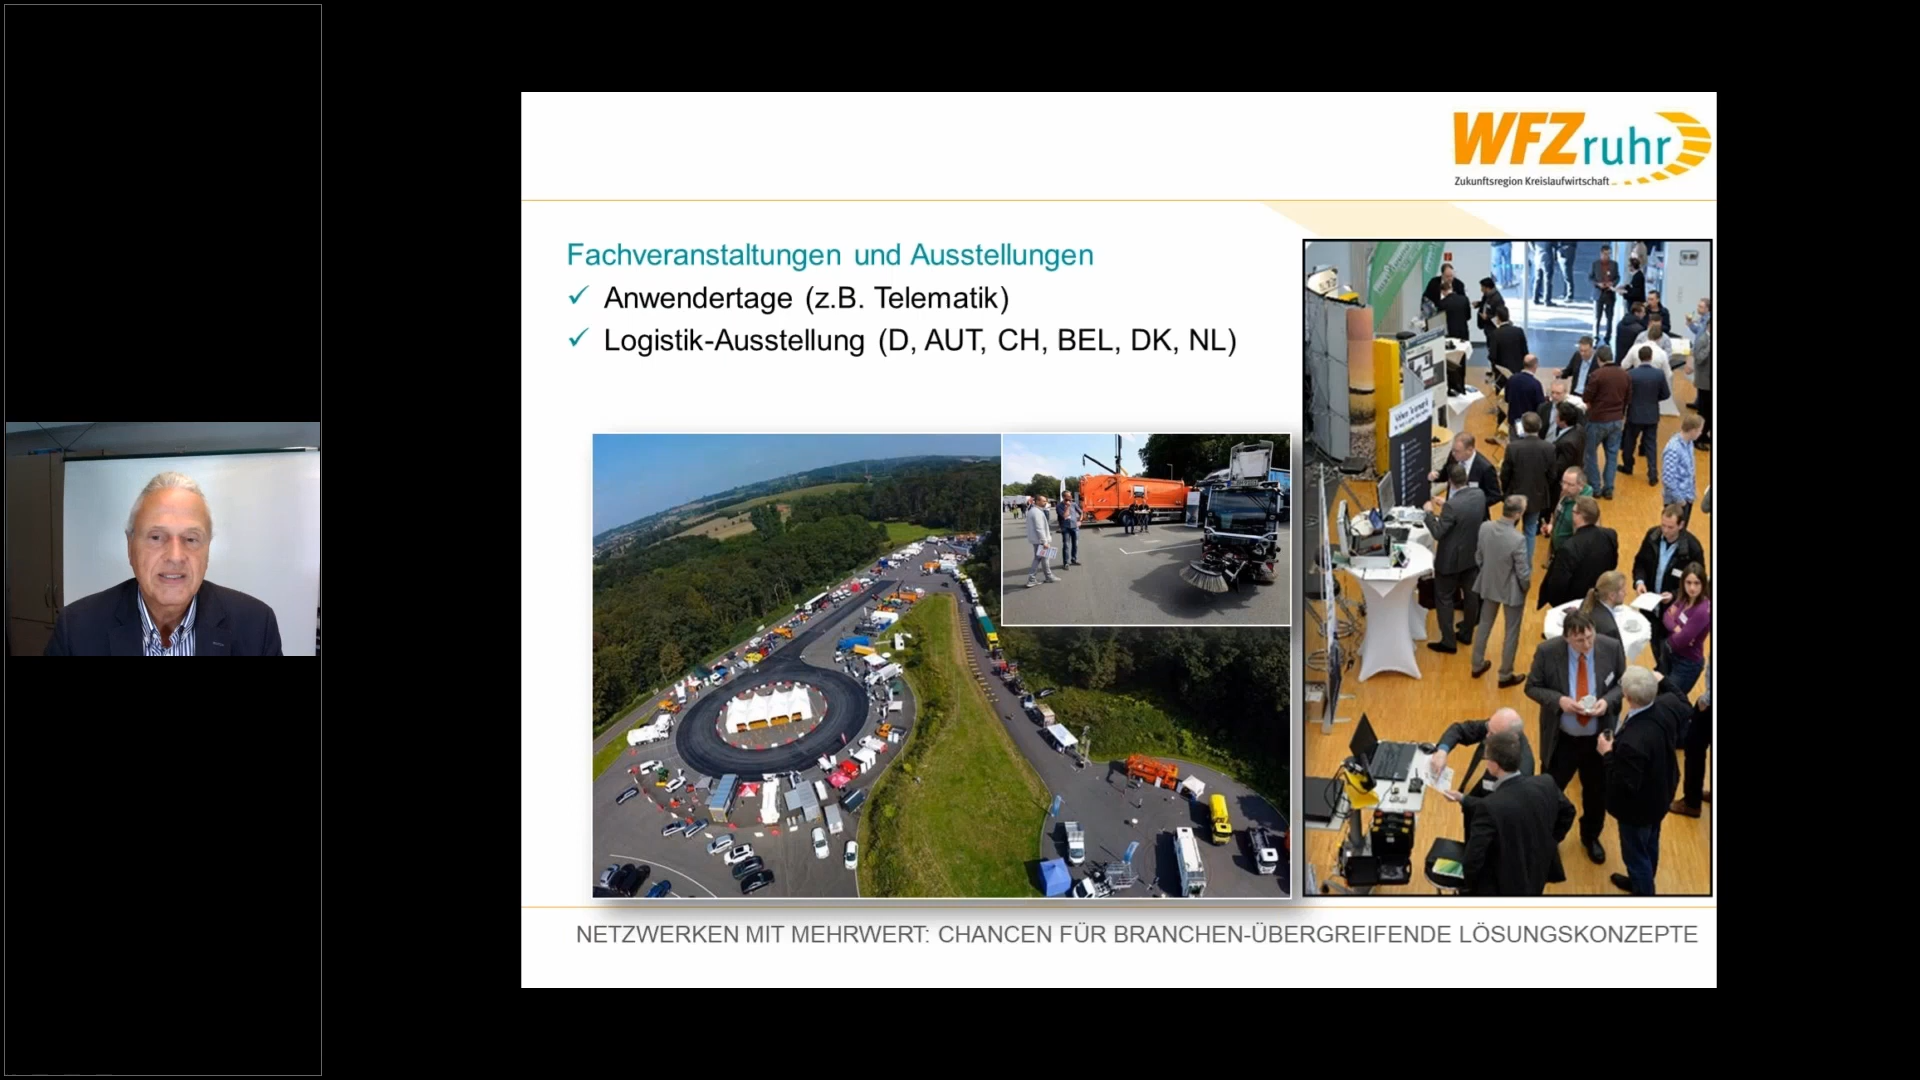 WFZruhr
Zukunftsregion Kreislaufwirtschaft
Fachveranstaltungen und Ausstellungen
Anwendertage (z.B. Telematik)
Logistik-Ausstellung (D, AUT, CH, BEL, DK, NL)
NETZWERKEN MIT MEHRWERT: CHANCEN FÜR BRANCHEN-ÜBERGREIFENDE LÖSUNGSKONZEPTE